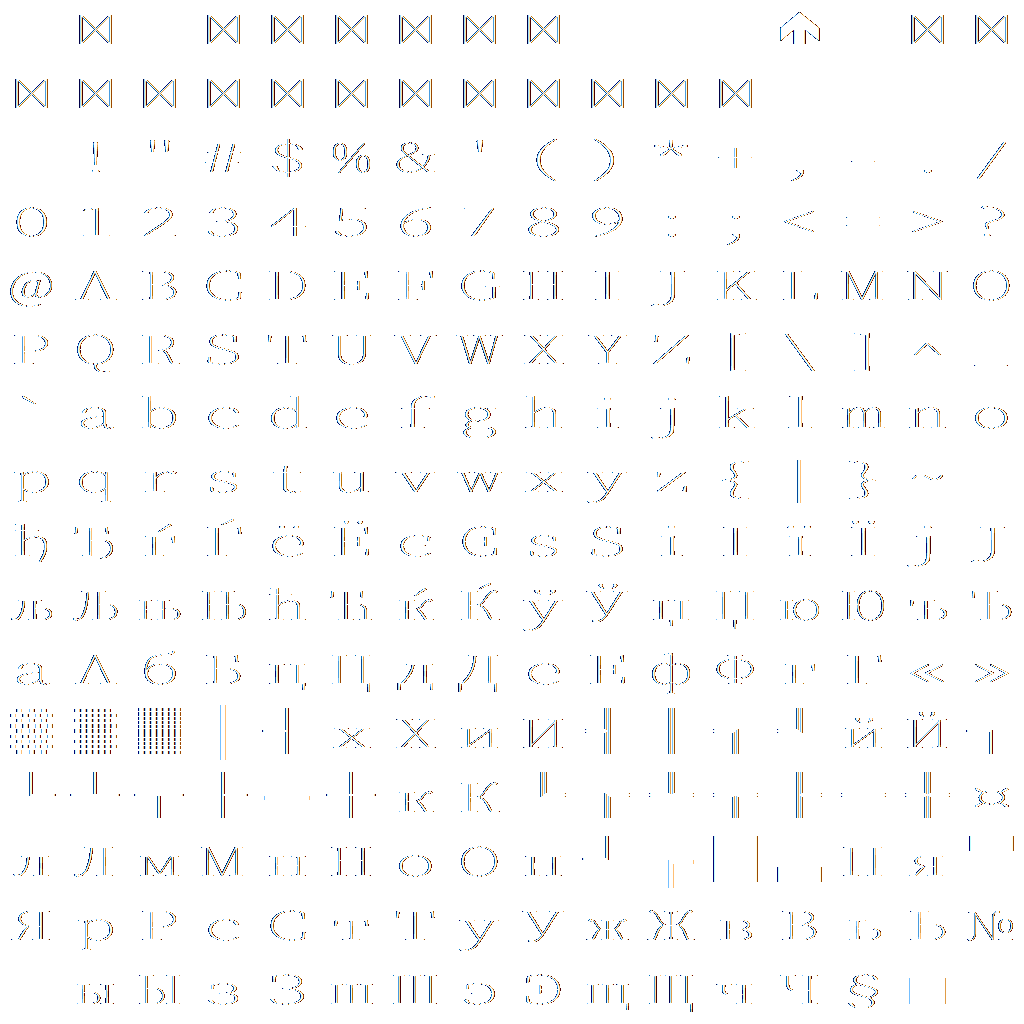 ! " # $ % & ' ( ) * + , - . /
0 1 2 3 4 5 6 7 8 9 : ; < = > ?
@ A B C D E F G H I J K L M N O
P Q R S T U V W X Y Z [ \ ] ^ _
` a b c d e f g h i j k l m n o
p q r s t u v w x y z { | } ~
ђ Ђ ѓ Ѓ ё Ё є Є ѕ Ѕ і І ї Ї ј Ј
љ Љ њ Њ ћ Ћ ќ Ќ ў Ў џ Џ ю Ю ъ Ъ
а А б Б ц Ц д Д е Е ф Ф г Г « »
░ ▒ ▓ │ ┤ х Х и И ╣ ║ ╗ ╝ й Й ┐
└ ┴ ┬ ├ ─ ┼ к К ╚ ╔ ╩ ╦ ╠ ═ ╬ ¤
л Л м М н Н о О п ┘ ┌ █ ▄ П я ▀
Я р Р с С т Т у У ж Ж в В ь Ь №
ы Ы з З ш Ш э Э щ Щ ч Ч § ■